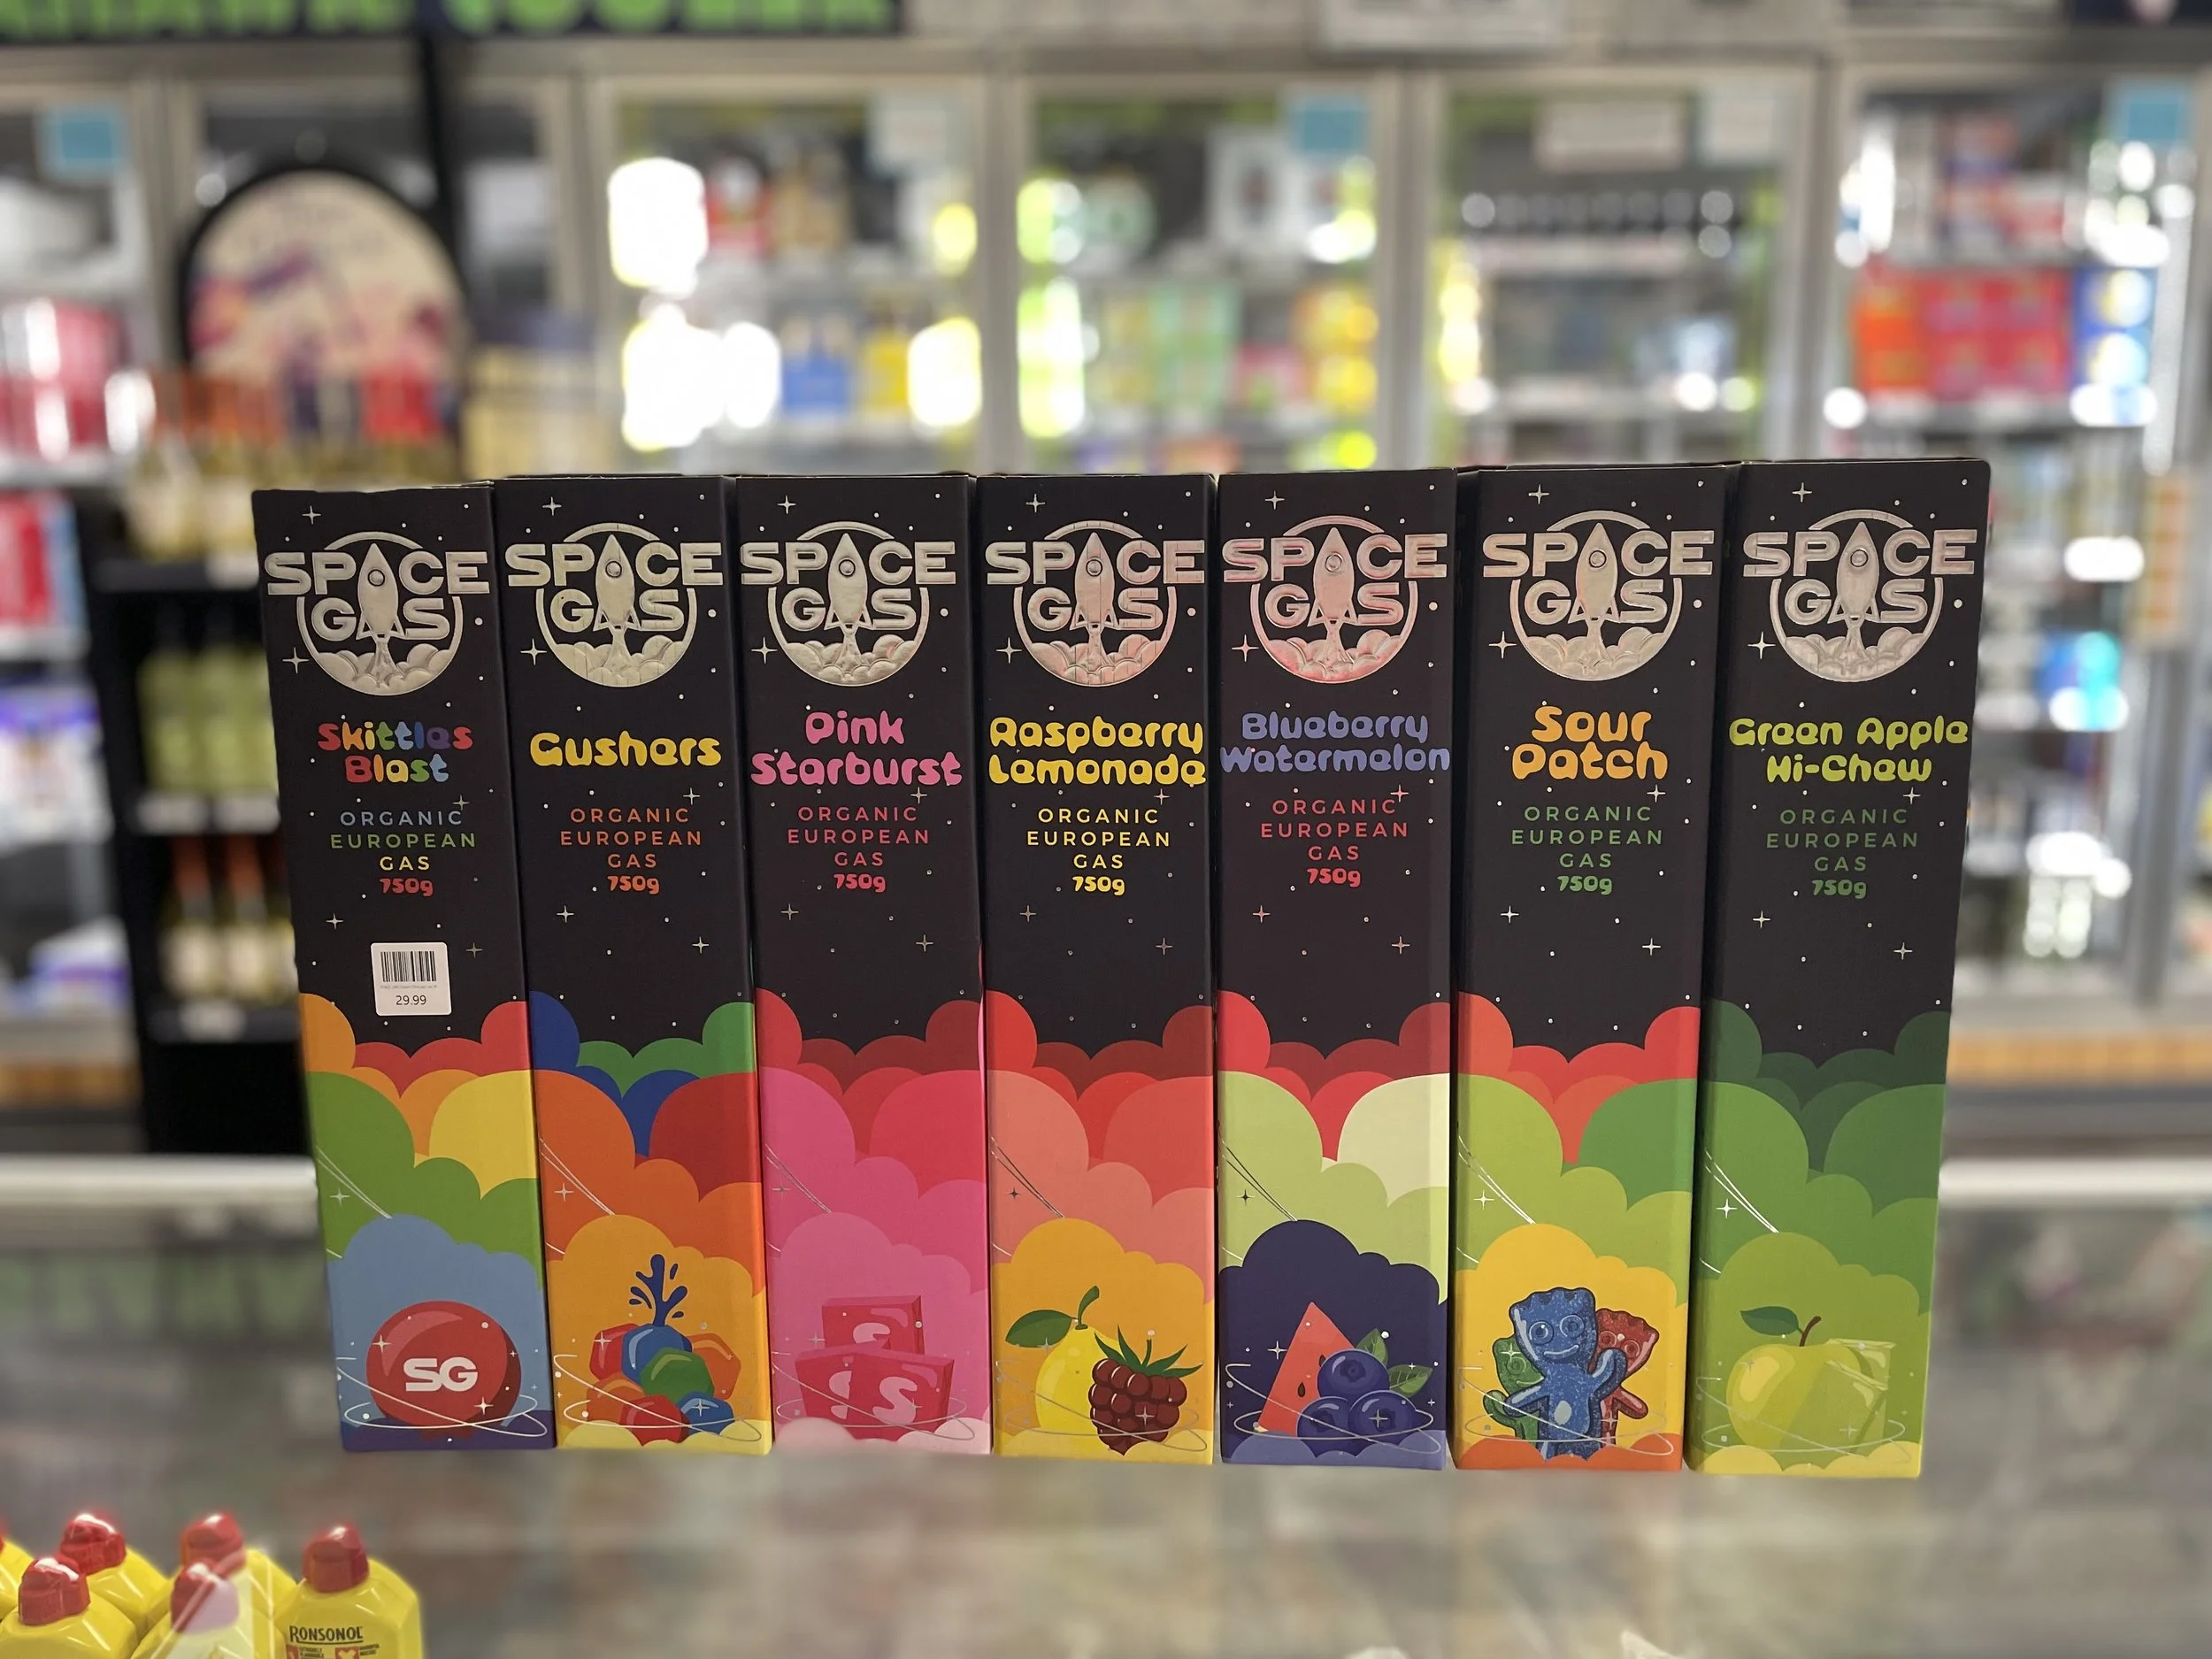 SPACE
GAS
Skittles
Blast
ORGANIC
EUROPEAN
GAS
750g
29.99
SG
SPACE
GAS
Gushers
ORGANIC
EUROPEAN
GAS
750g
SPACE
GAS
Pink
Starburst
ORGANIC
EUROPEAN
GAS
750g
S
S
SPACE
GAS
Raspberry
Lemonade
ORGANIC
EUROPEAN
GAS
750g
SPACE
GAS
Blueberry
Watermelon
ORGANIC
EUROPEAN
GAS
750g
SPACE
GAS
Sour
Patch
ORGANIC
EUROPEAN
GAS
750g
SPACE
GAS
Green Apple
Hi-Chew
ORGANIC
EUROPEAN
GAS
750g
RONSONOL